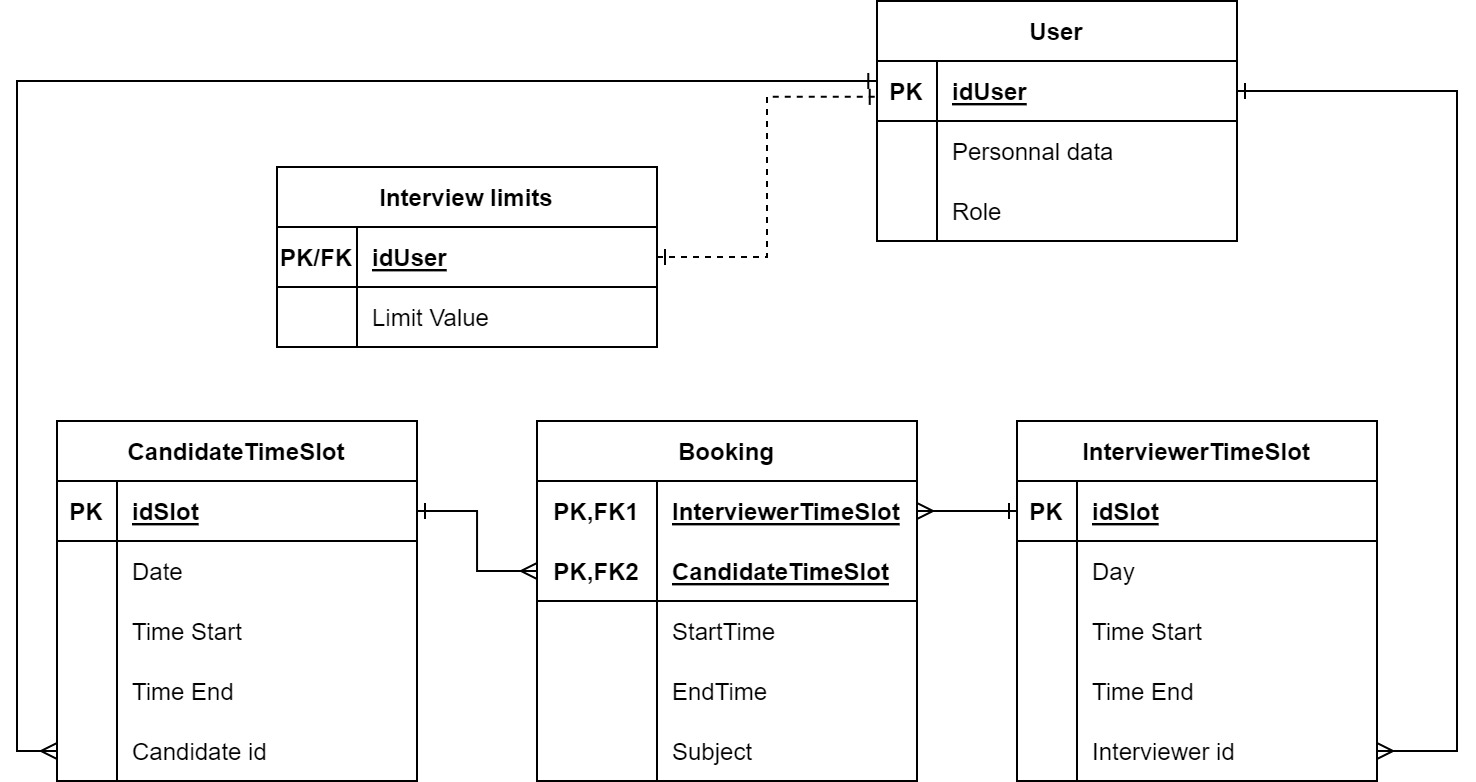 User
PK idUser
Personnal data
Role
Interview limits
PK/FK idUser
Limit Value
CandidateTimeSlot
PK idSlot
Date
Time Start
Time End
Candidate id
Booking
PK,FK1 InterviewerTimeSlot
PK,FK2 CandidateTimeSlot
StartTime
EndTime
Subject
InterviewerTimeSlot
PK idSlot
Day
Time Start
Time End
Interviewer id